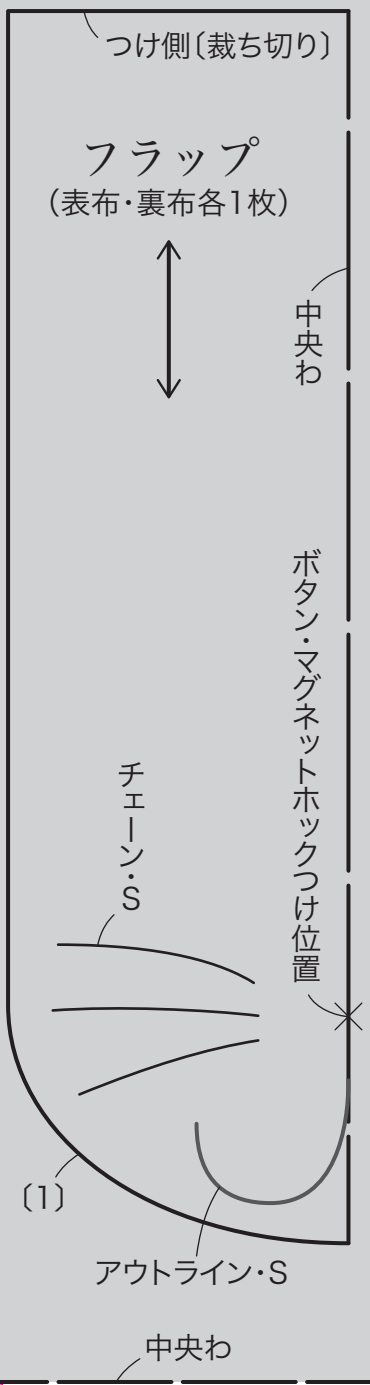 つけ側〔裁ち切り〕
フラップ
（表布・裏布各1枚）
中央わ
ボタン・マグネットホックつけ位置
チェーン・S
〔1〕
アウトライン・S
中央わ